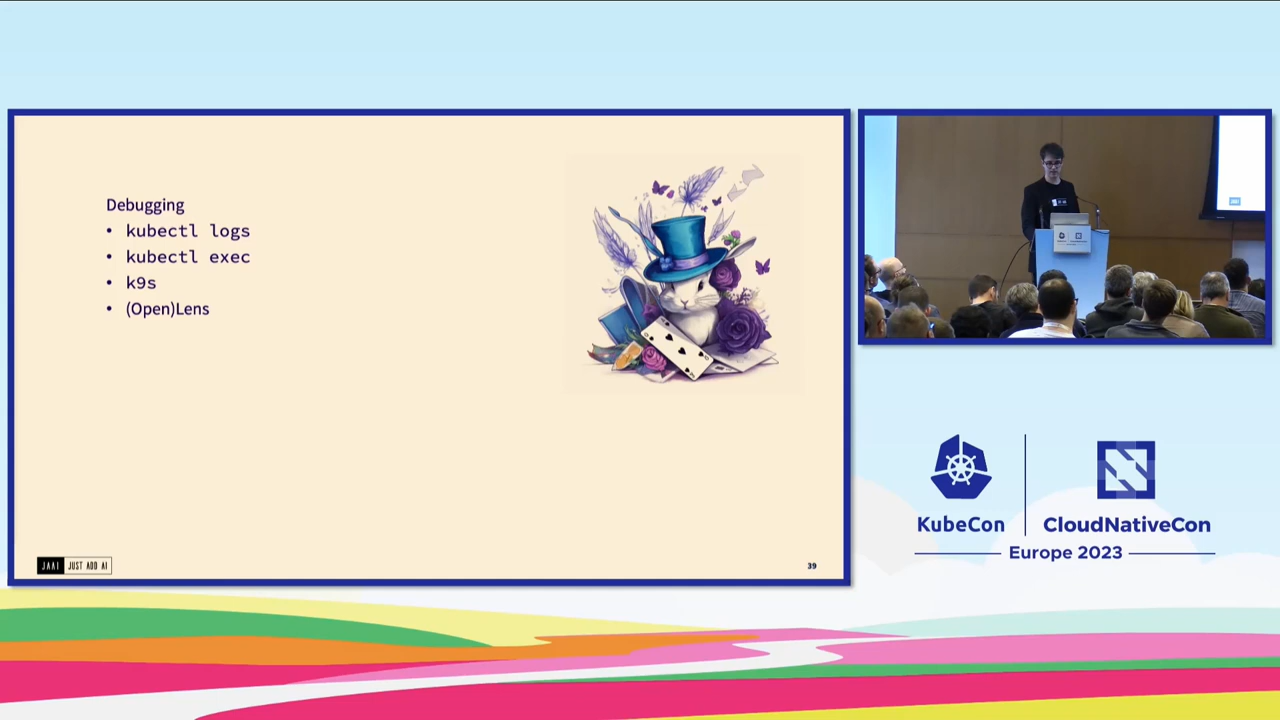 Debugging
• kubectl logs
• kubectl exec
• k9s
• (Open)Lens
JAAI JUST ADD AI
39
KubeCon
CloudNativeCon
Europe 2023